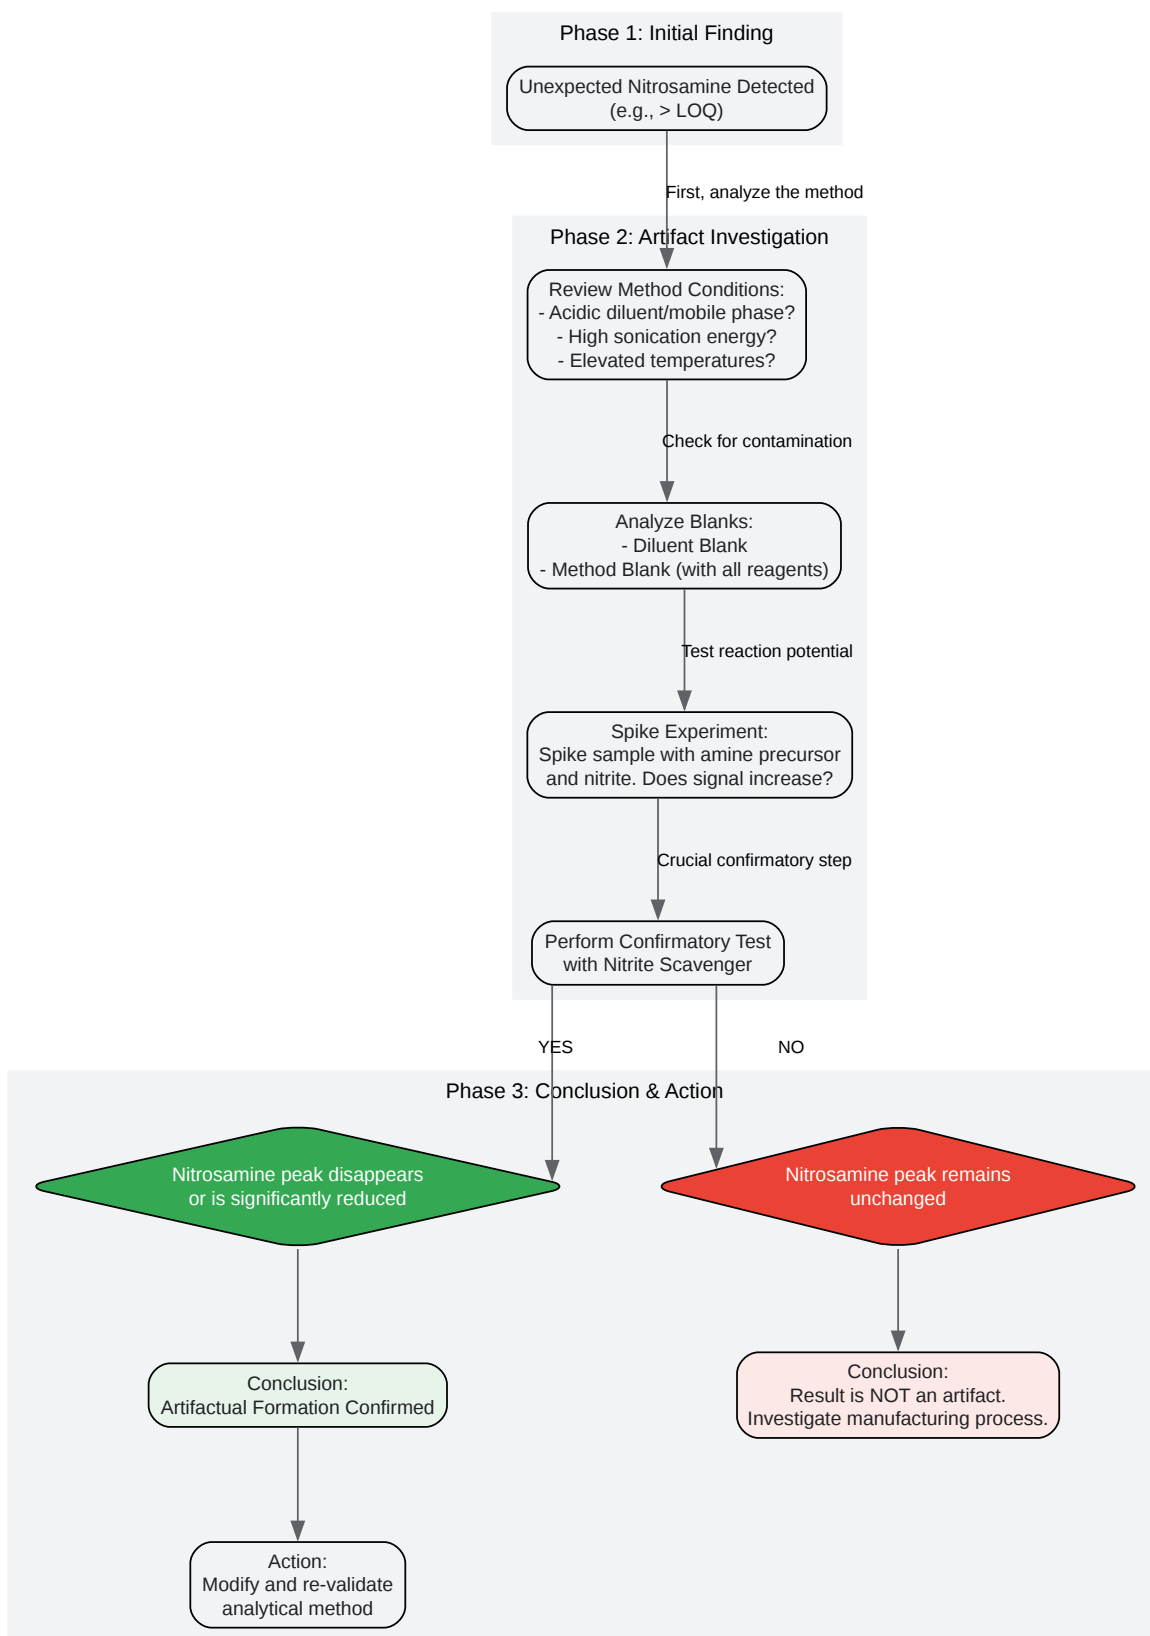 Phase 1: Initial Finding
Unexpected Nitrosamine Detected
(e.g., > LOQ)
First, analyze the method
Phase 2: Artifact Investigation
Review Method Conditions:
- Acidic diluent/mobile phase?
- High sonication energy?
- Elevated temperatures?
Check for contamination
Analyze Blanks:
- Diluent Blank
- Method Blank (with all reagents)
Test reaction potential
Spike Experiment:
Spike sample with amine precursor
and nitrite. Does signal increase?
Crucial confirmatory step
Perform Confirmatory Test
with Nitrite Scavenger
YES
NO
Phase 3: Conclusion & Action
Nitrosamine peak disappears
or is significantly reduced
Nitrosamine peak remains
unchanged
Conclusion:
Artifactual Formation Confirmed
Conclusion:
Result is NOT an artifact.
Investigate manufacturing process.
Action:
Modify and re-validate
analytical method